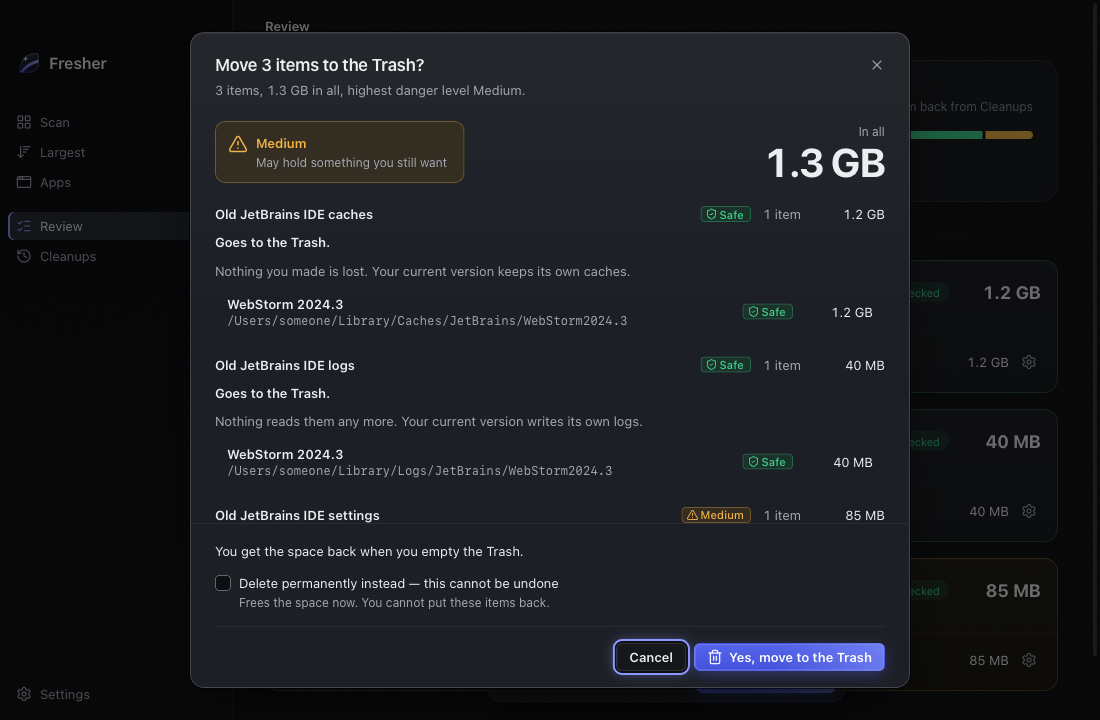 Review
Fresher
Scan
Largest
Apps
Review
Cleanups
Settings
Move 3 items to the Trash?
3 items, 1.3 GB in all, highest danger level Medium.
Medium
May hold something you still want
In all
1.3 GB
Old JetBrains IDE caches
Safe
1 item
1.2 GB
Goes to the Trash.
Nothing you made is lost. Your current version keeps its own caches.
WebStorm 2024.3
/Users/someone/Library/Caches/JetBrains/WebStorm2024.3
Safe
1.2 GB
Old JetBrains IDE logs
Safe
1 item
40 MB
Goes to the Trash.
Nothing reads them any more. Your current version writes its own logs.
WebStorm 2024.3
/Users/someone/Library/Logs/JetBrains/WebStorm2024.3
Safe
40 MB
Old JetBrains IDE settings
Medium
1 item
85 MB
You get the space back when you empty the Trash.
Delete permanently instead — this cannot be undone
Frees the space now. You cannot put these items back.
Cancel
Yes, move to the Trash
back from Cleanups
1.2 GB
1.2 GB
40 MB
40 MB
85 MB
85 MB